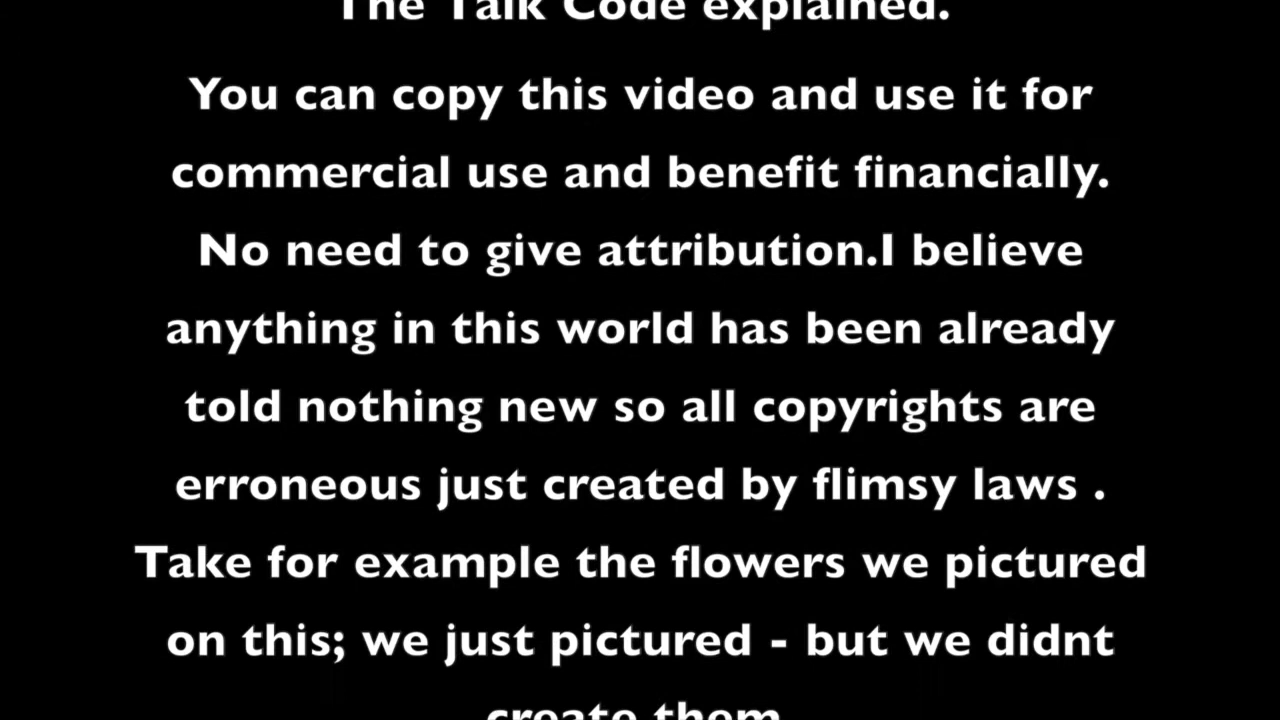 The Talk Code explained.
You can copy this video and use it for
commercial use and benefit financially.
No need to give attribution.I believe
anything in this world has been already
told nothing new so all copyrights are
erroneous just created by flimsy laws .
Take for example the flowers we pictured
on this; we just pictured - but we didnt
create them